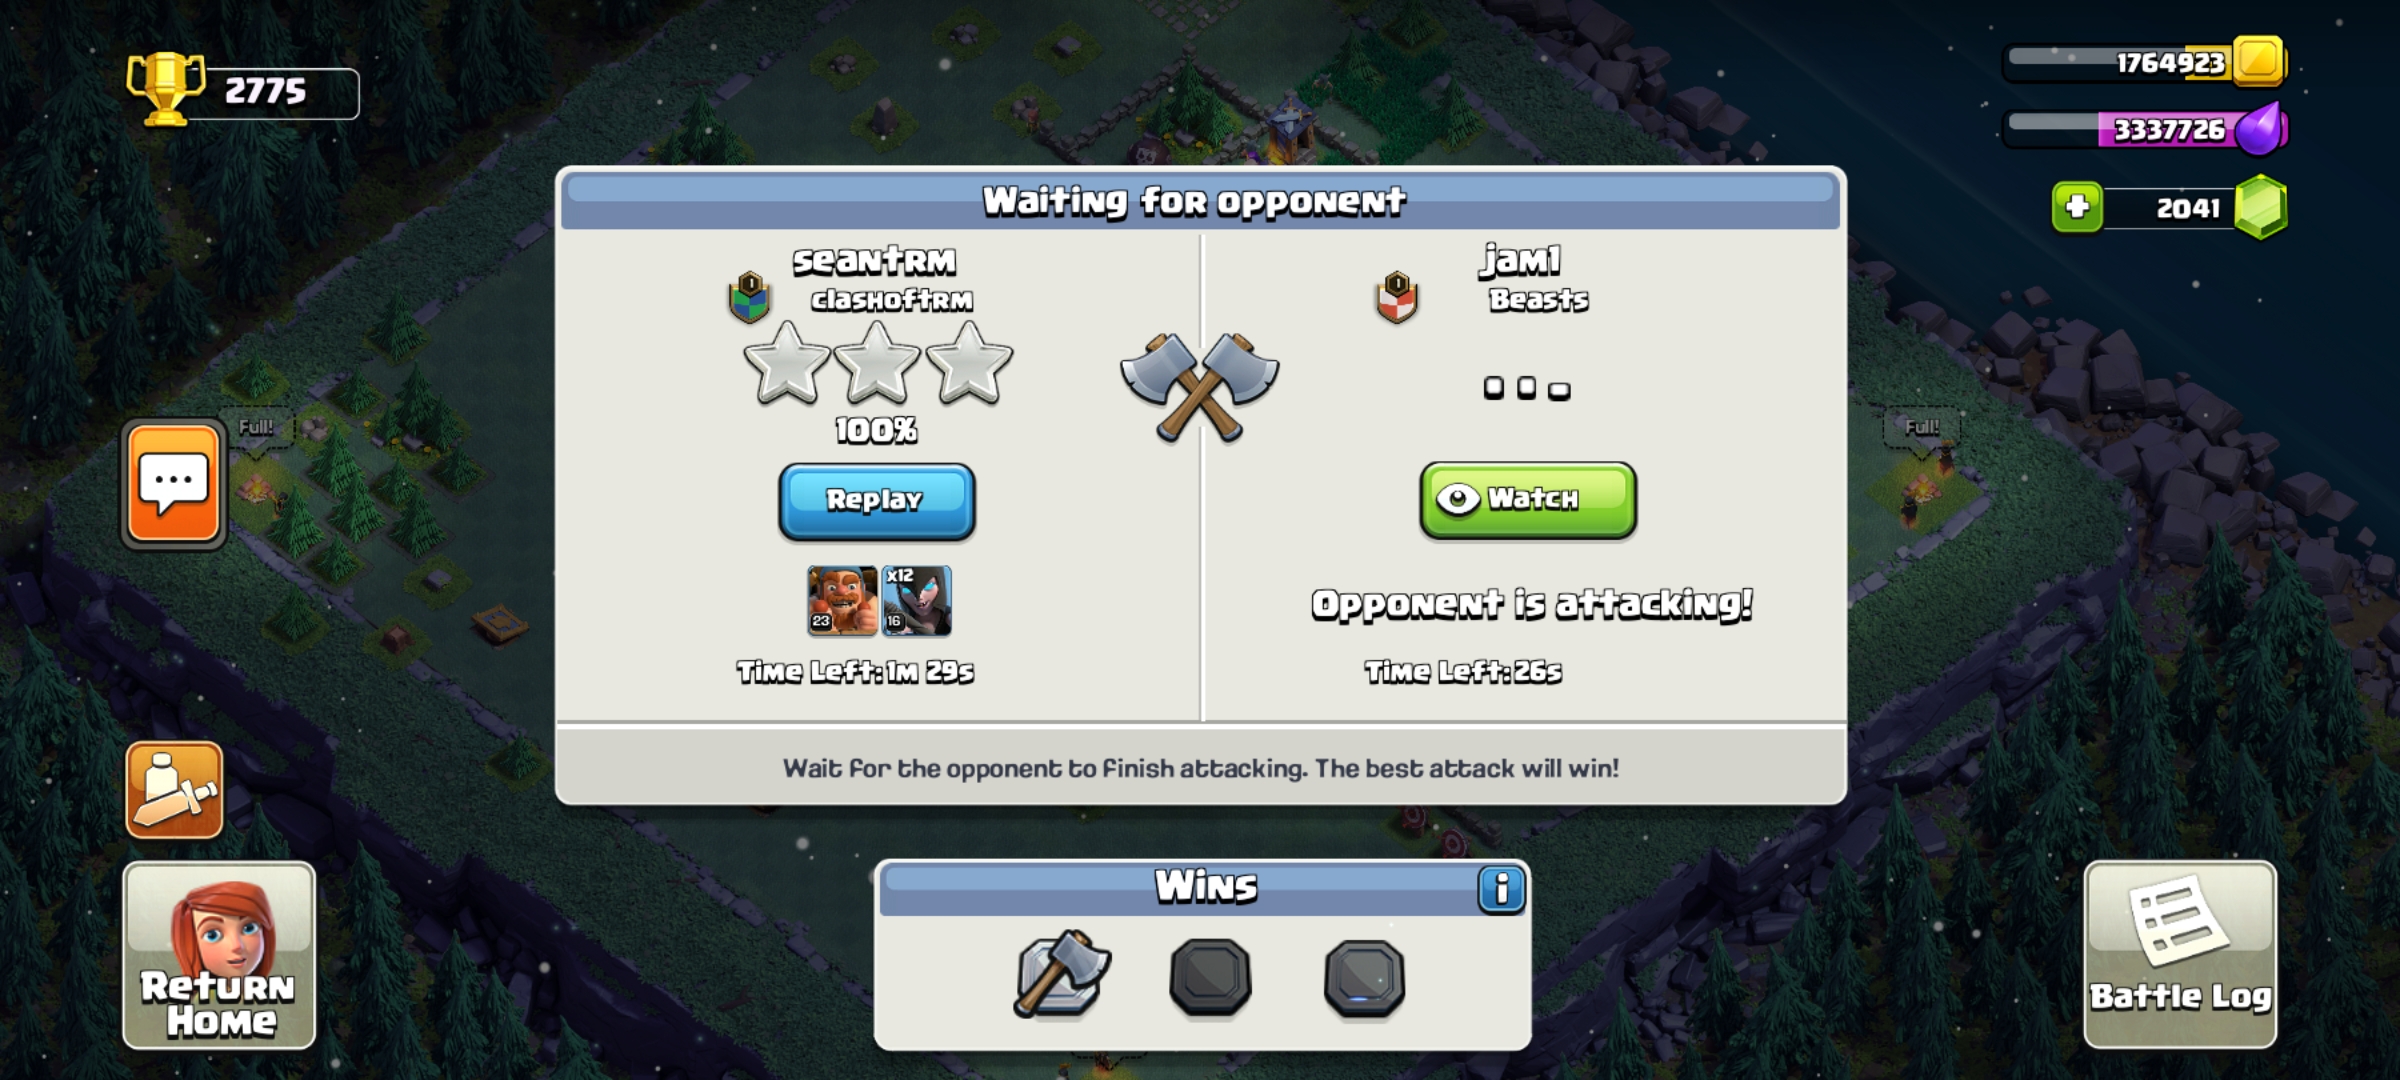 2775
1764923
3337726
2041
Waiting for opponent
seantrm
clashoftrm
100%
Replay
x12
23
16
Time Left: 1m 29s
jam1
Beasts
Watch
Opponent is attacking!
Time Left: 26s
Wait for the opponent to finish attacking. The best attack will win!
Full!
Full!
Wins
i
Return
Home
Battle Log